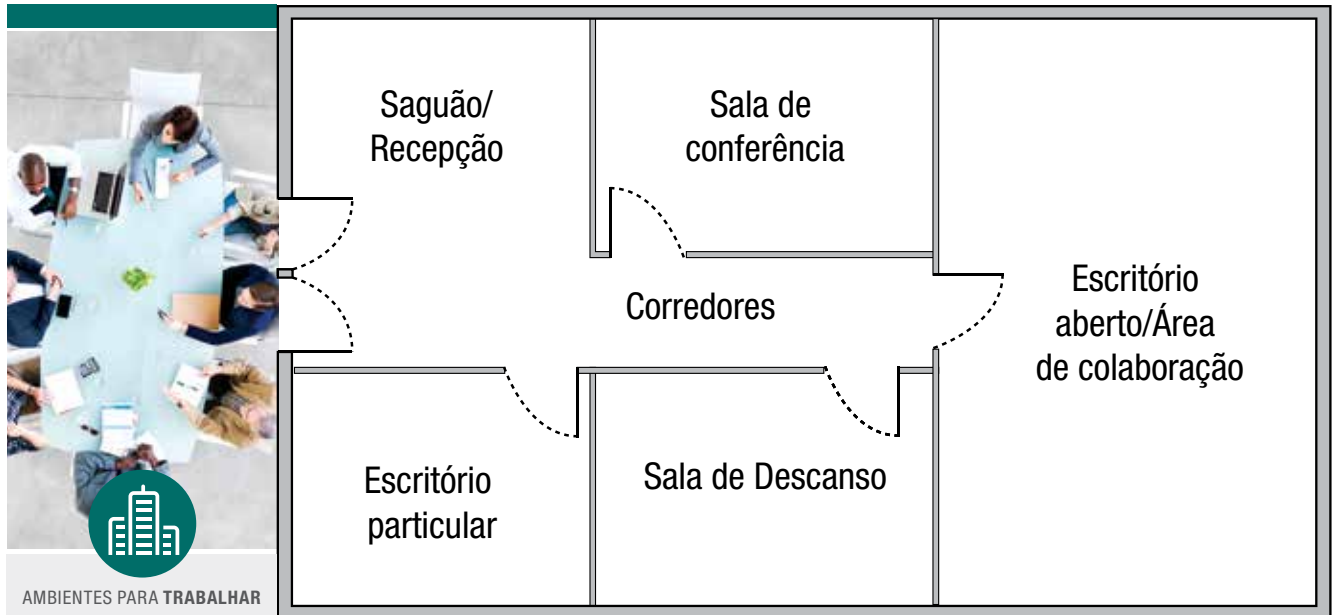 Saguão/
Recepção
Sala de
conferência
Corredores
Escritório
aberto/Área
de colaboração
Escritório
particular
Sala de Descanso
AMBIENTES PARA TRABALHAR